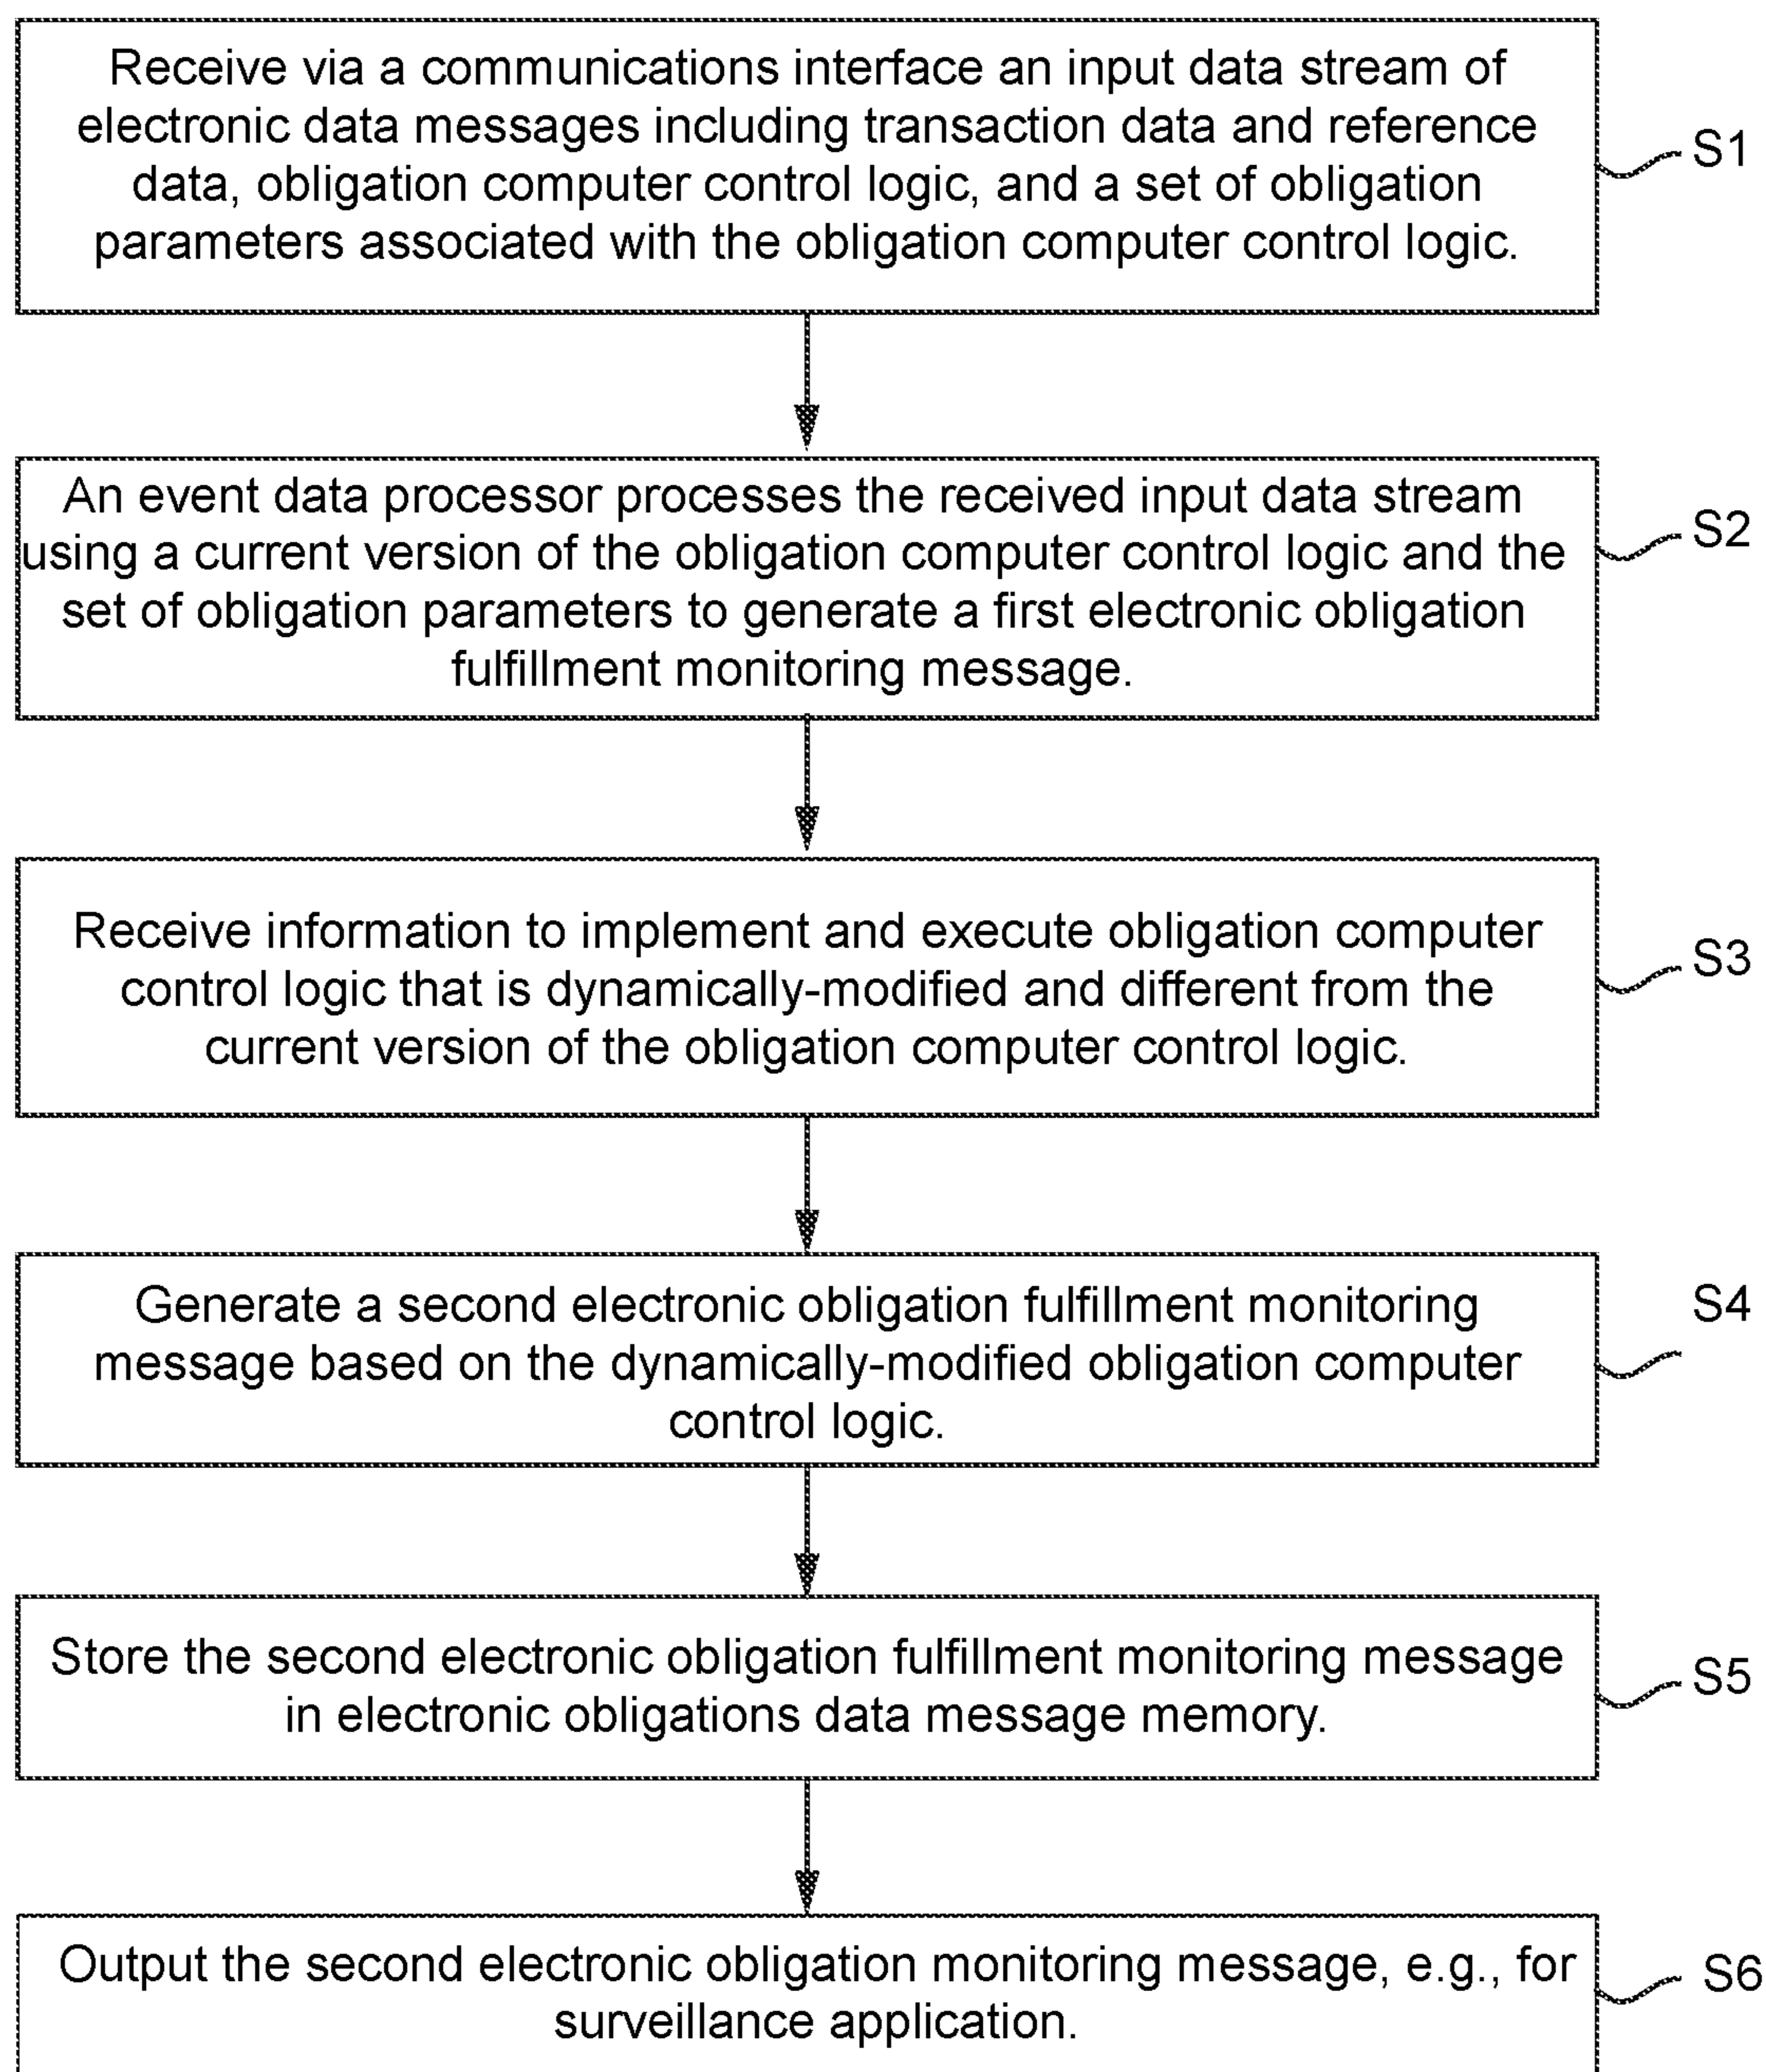 Receive via a communications interface an input data stream of
electronic data messages including transaction data and reference
data, obligation computer control logic, and a set of obligation
parameters associated with the obligation computer control logic.
S1
An event data processor processes the received input data stream
using a current version of the obligation computer control logic and the
set of obligation parameters to generate a first electronic obligation
fulfillment monitoring message.
S2
Receive information to implement and execute obligation computer
control logic that is dynamically-modified and different from the
current version of the obligation computer control logic.
S3
Generate a second electronic obligation fulfillment monitoring
message based on the dynamically-modified obligation computer
control logic.
S4
Store the second electronic obligation fulfillment monitoring message
in electronic obligations data message memory.
S5
Output the second electronic obligation monitoring message, e.g., for
surveillance application.
S6